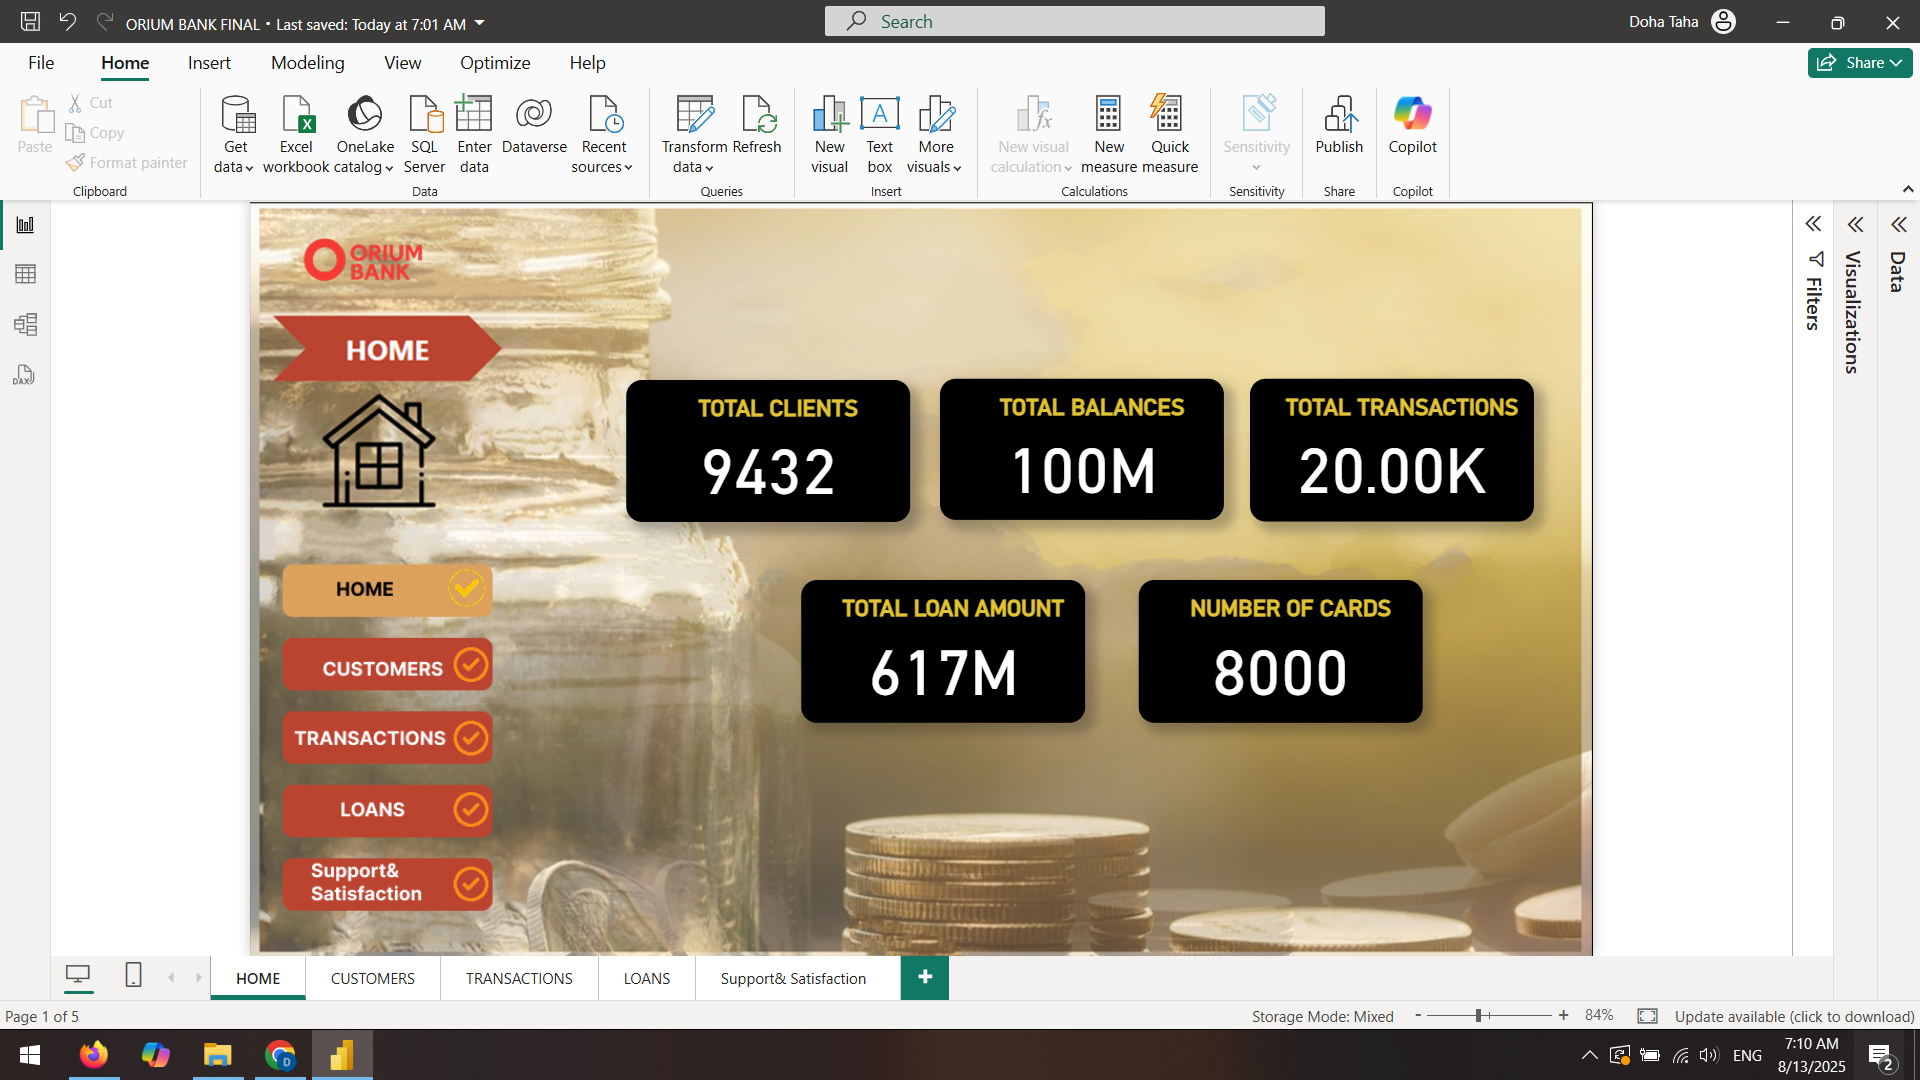 ORIUM BANK FINAL • Last saved: Today at 7:01 AM
Search
Doha Taha
File
Home
Insert
Modeling
View
Optimize
Help
Share
Paste
Cut
Copy
Format painter
Clipboard
Get data
Excel workbook
OneLake catalog
SQL Server
Enter data
Dataverse
Recent sources
Data
Transform data
Refresh
Queries
New visual
Text box
More visuals
Insert
New visual calculation
New measure
Quick measure
Calculations
Sensitivity
Sensitivity
Publish
Share
Copilot
Copilot
ORIUM
BANK
HOME
TOTAL CLIENTS
9432
TOTAL BALANCES
100M
TOTAL TRANSACTIONS
20.00K
TOTAL LOAN AMOUNT
617M
NUMBER OF CARDS
8000
HOME
CUSTOMERS
TRANSACTIONS
LOANS
Support&
Satisfaction
Filters
Visualizations
Data
DAX
HOME
CUSTOMERS
TRANSACTIONS
LOANS
Support& Satisfaction
Page 1 of 5
Storage Mode: Mixed
- + 84%
Update available (click to download)
D
ENG
7:10 AM
8/13/2025
2